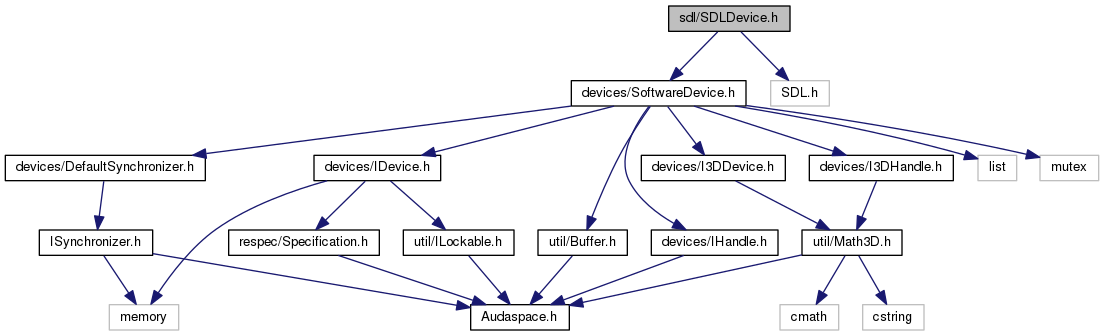 sdl/SDLDevice.h
devices/SoftwareDevice.h
SDL.h
devices/DefaultSynchronizer.h
devices/IDevice.h
devices/I3DDevice.h
devices/I3DHandle.h
list
mutex
ISynchronizer.h
respec/Specification.h
util/ILockable.h
util/Buffer.h
devices/IHandle.h
util/Math3D.h
memory
Audaspace.h
cmath
cstring